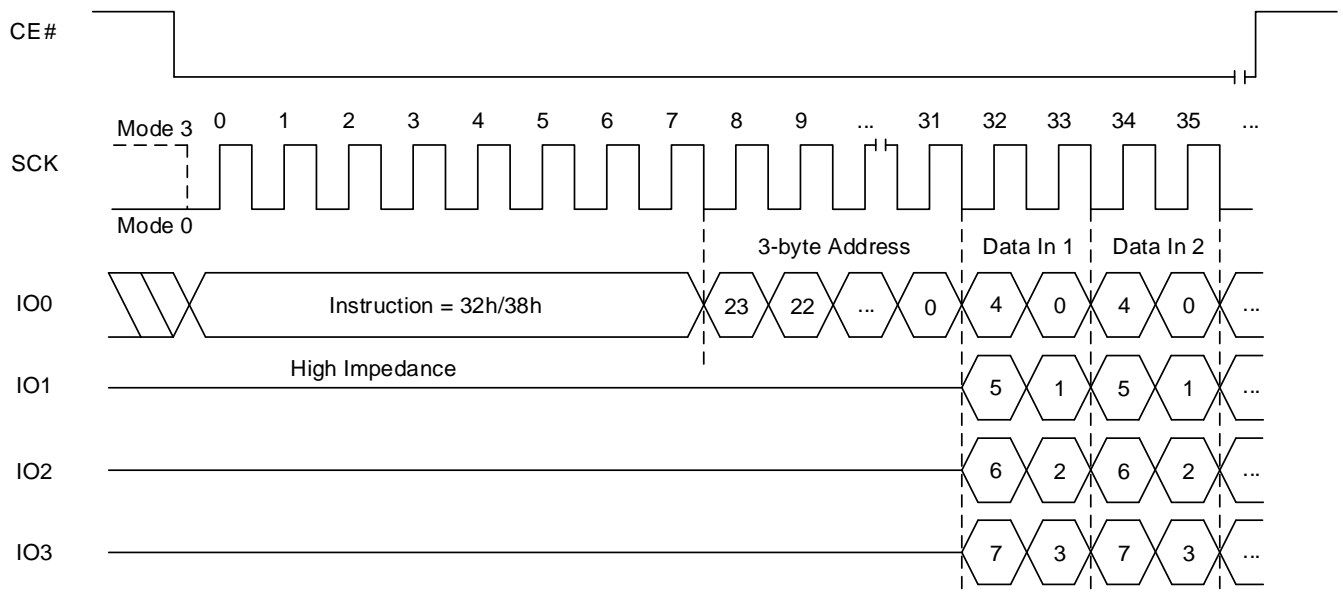 CE#
Mode 3 0 1 2 3 4 5 6 7 8 9 ... 31 32 33 34 35 ...
SCK
Mode 0
3-byte Address Data In 1 Data In 2
IO0 Instruction = 32h/38h 23 22 ... 0 4 0 4 0 ...
High Impedance
IO1 5 1 5 1 ...
IO2 6 2 6 2 ...
IO3 7 3 7 3 ...